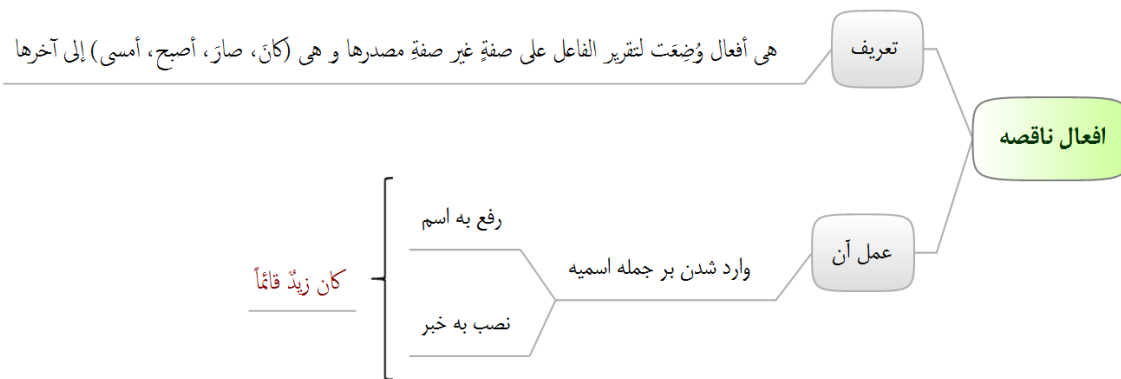 افعال ناقصه
تعریف
هی أفعال وُضِعَت لتقریر الفاعل علی صفةٍ غیر صفةِ مصدرها و هی (کانَ، صارَ، أصبح، أمسی) إلی آخرها
عمل آن
وارد شدن بر جمله اسمیه
رفع به اسم
نصب به خبر
کان زیدٌ قائماً